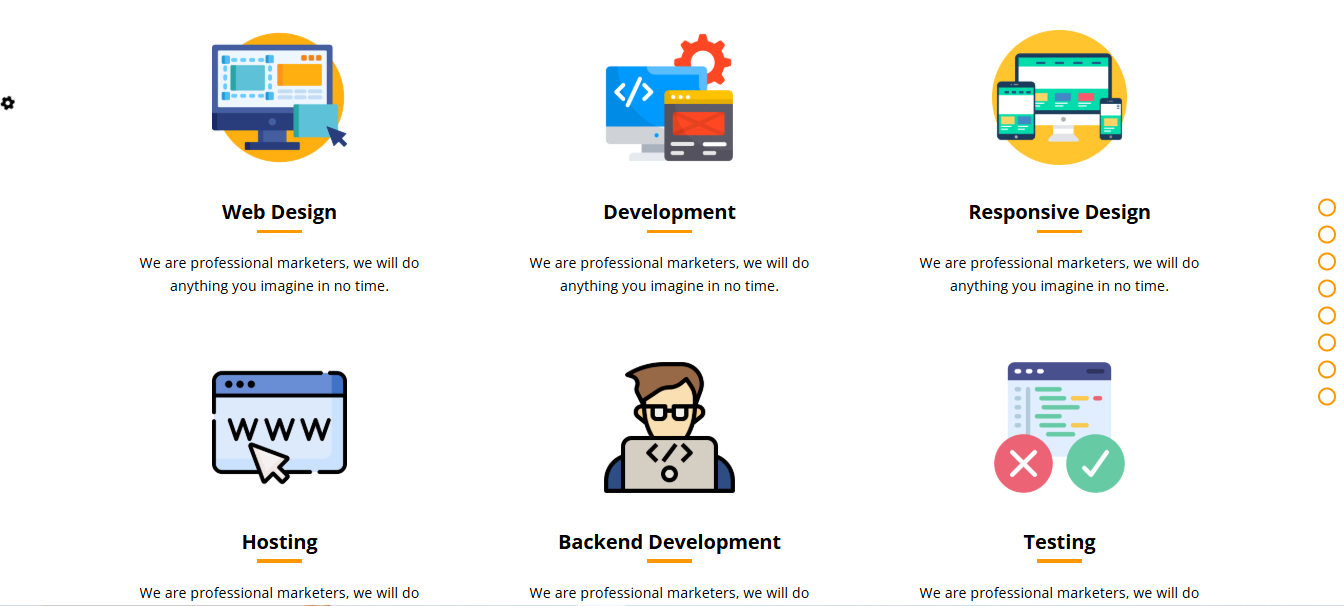 Web Design
We are professional marketers, we will do
anything you imagine in no time.
</>
Development
We are professional marketers, we will do
anything you imagine in no time.
Responsive Design
We are professional marketers, we will do
anything you imagine in no time.
WWW
Hosting
We are professional marketers, we will do
</>
Backend Development
We are professional marketers, we will do
Testing
We are professional marketers, we will do